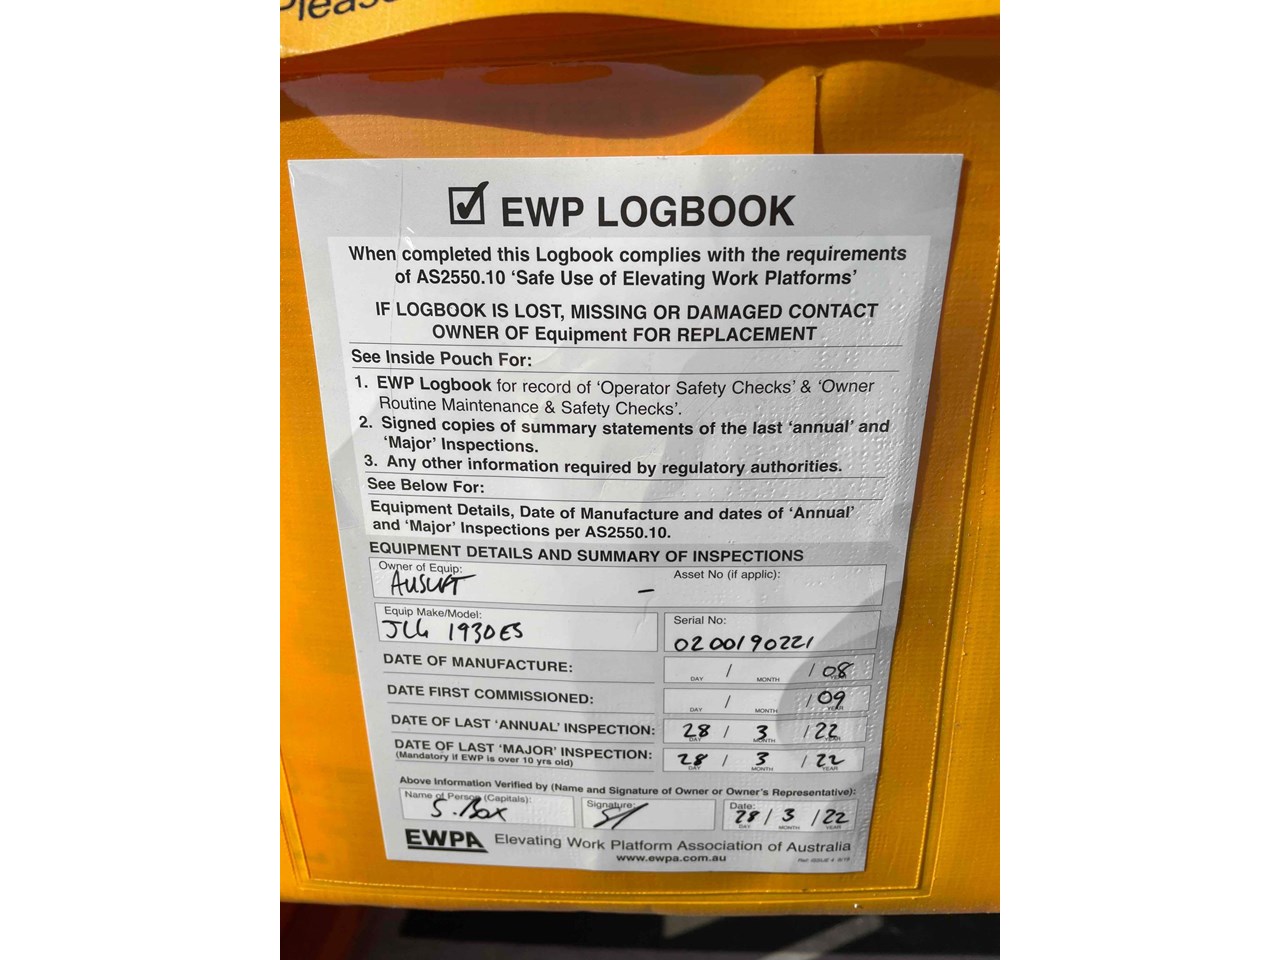 Please
EWP LOGBOOK
When completed this Logbook complies with the requirements
of AS2550.10 ‘Safe Use of Elevating Work Platforms’
IF LOGBOOK IS LOST, MISSING OR DAMAGED CONTACT
OWNER OF Equipment FOR REPLACEMENT
See Inside Pouch For:
1. EWP Logbook for record of ‘Operator Safety Checks’ & ‘Owner
Routine Maintenance & Safety Checks’.
2. Signed copies of summary statements of the last ‘annual’ and
‘Major’ Inspections.
3. Any other information required by regulatory authorities.
See Below For:
Equipment Details, Date of Manufacture and dates of ‘Annual’
and ‘Major’ Inspections per AS2550.10.
EQUIPMENT DETAILS AND SUMMARY OF INSPECTIONS
Owner of Equip: Asset No (if applic):
AUSLIFT –
Equip Make/Model: Serial No:
JLG 1930ES 0200190221
DATE OF MANUFACTURE: / / 08
DAY MONTH YEAR
DATE FIRST COMMISSIONED: / / 09
DAY MONTH YEAR
DATE OF LAST ‘ANNUAL’ INSPECTION: 28 / 3 / 22
DAY MONTH YEAR
DATE OF LAST ‘MAJOR’ INSPECTION: 28 / 3 / 22
(Mandatory if EWP is over 10 yrs old) DAY MONTH YEAR
Above Information Verified by (Name and Signature of Owner or Owner’s Representative):
Name of Person (Capitals): Signature: Date:
S. Box 28 / 3 / 22
DAY MONTH YEAR
EWPA Elevating Work Platform Association of Australia
www.ewpa.com.au